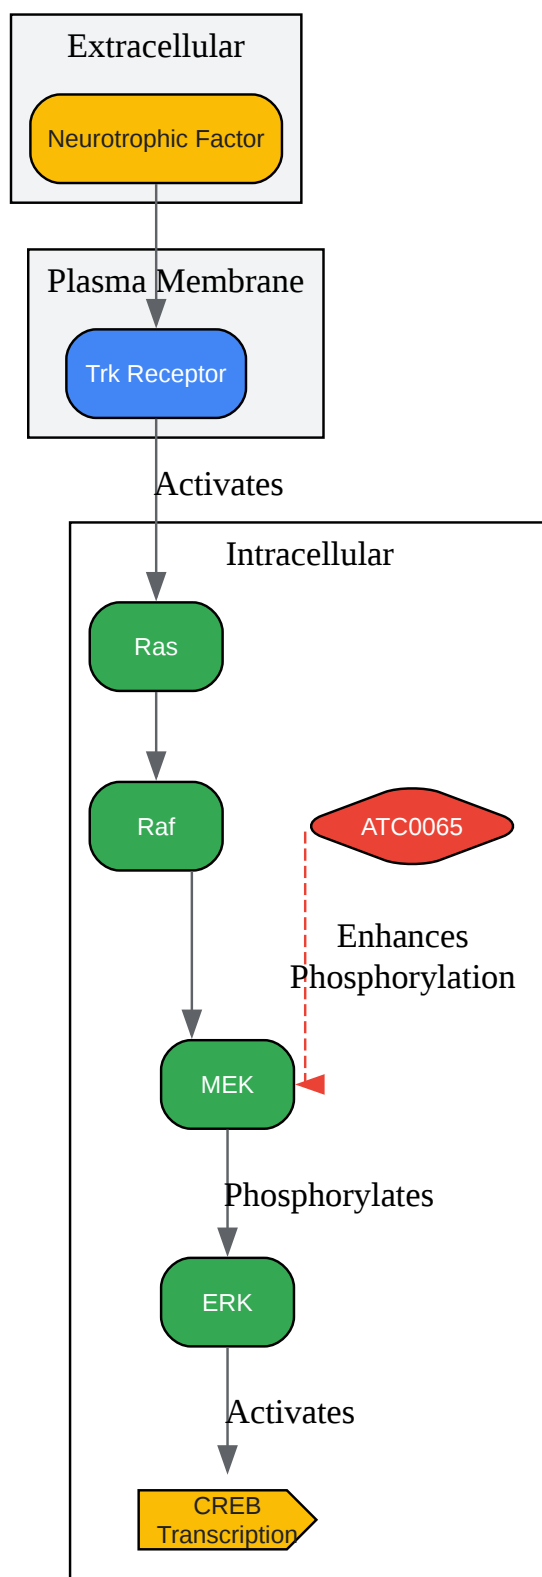 Extracellular
Neurotrophic Factor
Plasma Membrane
Trk Receptor
Activates
Intracellular
Ras
Raf
ATC0065
Enhances
Phosphorylation
MEK
Phosphorylates
ERK
Activates
CREB
Transcription